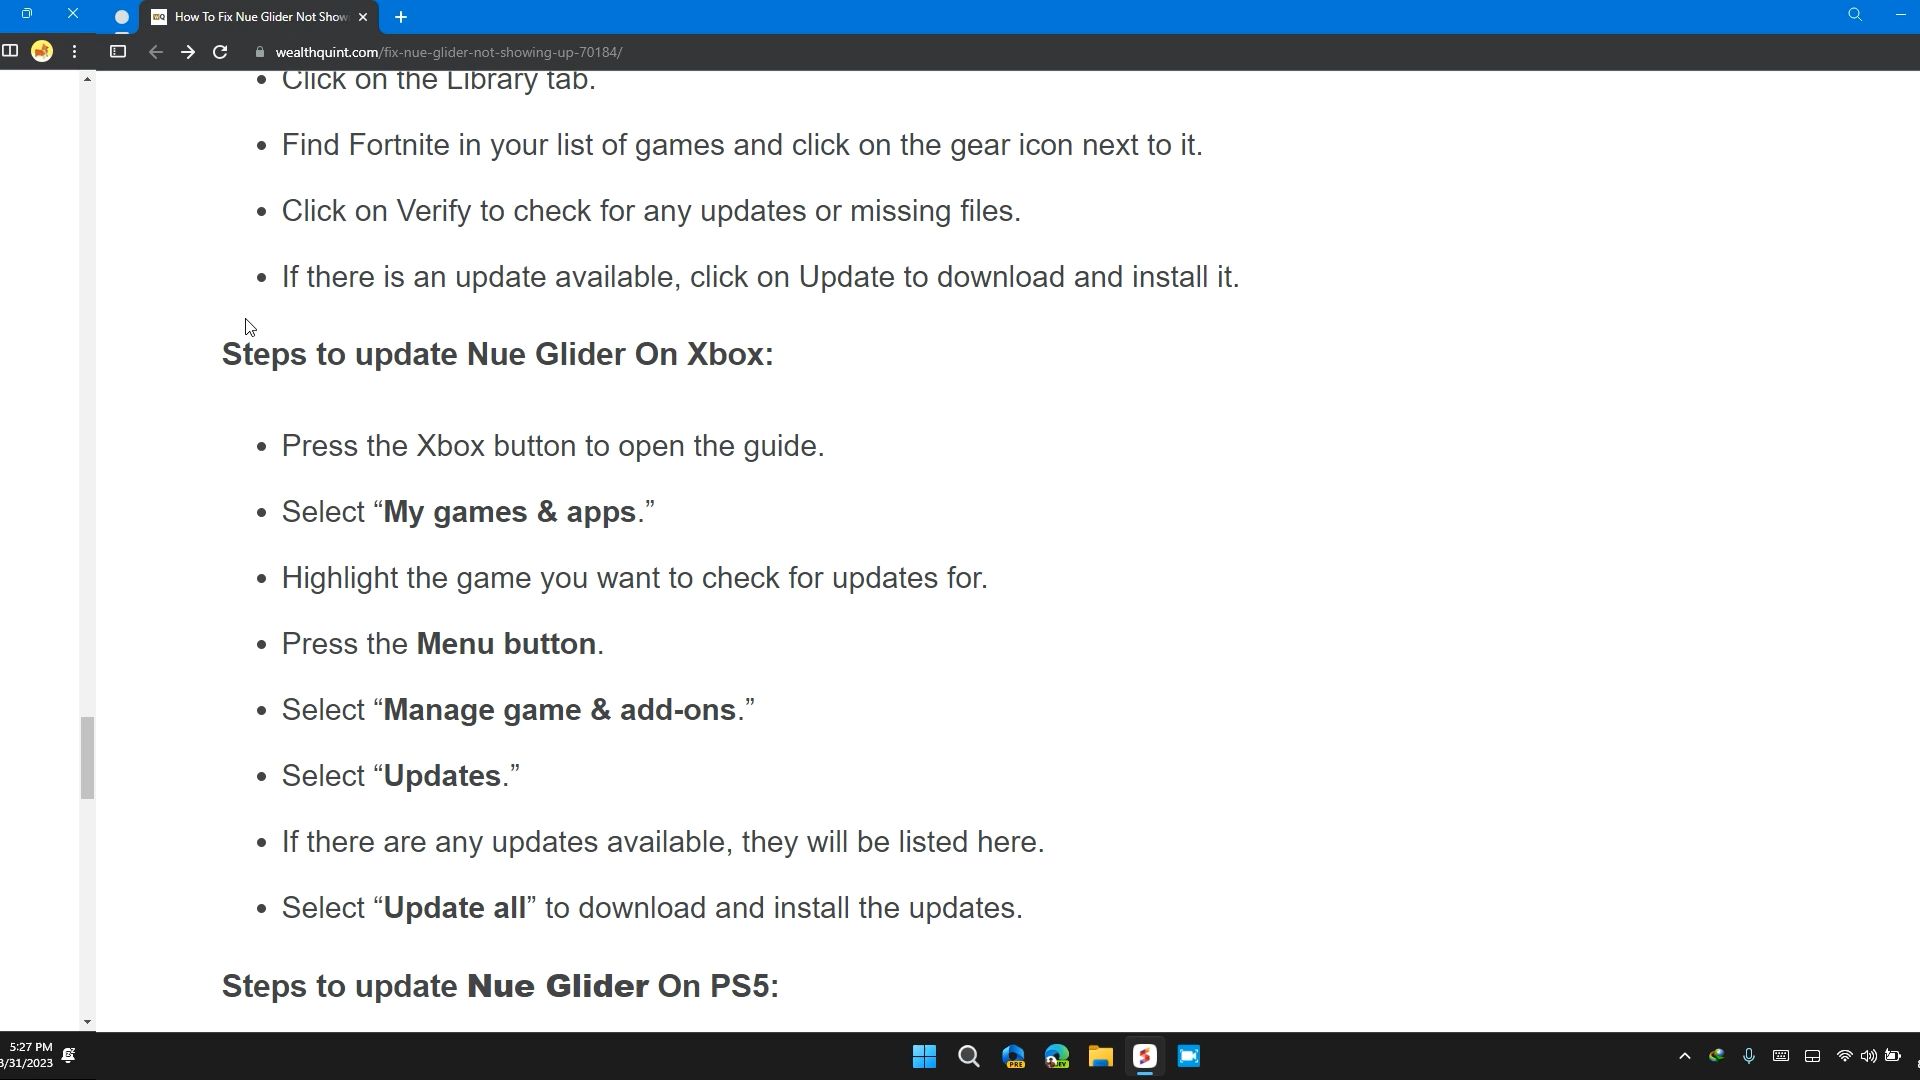 How To Fix Nue Glider Not Show
wealthquint.com/fix-nue-glider-not-showing-up-70184/
Click on the Library tab.
Find Fortnite in your list of games and click on the gear icon next to it.
Click on Verify to check for any updates or missing files.
If there is an update available, click on Update to download and install it.
Steps to update Nue Glider On Xbox:
Press the Xbox button to open the guide.
Select “My games & apps.”
Highlight the game you want to check for updates for.
Press the Menu button.
Select “Manage game & add-ons.”
Select “Updates.”
If there are any updates available, they will be listed here.
Select “Update all” to download and install the updates.
Steps to update Nue Glider On PS5:
5:27 PM
3/31/2023
PRE